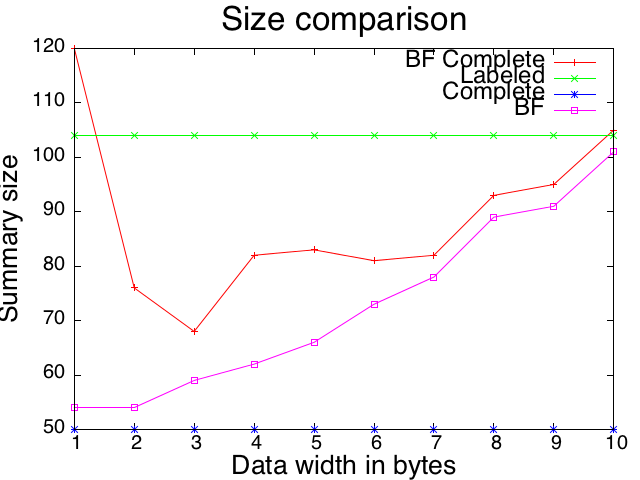 Size comparison
BF Complete
Labeled
Complete
BF
120
110
100
90
80
70
60
50
Summary size
1 2 3 4 5 6 7 8 9 10
Data width in bytes